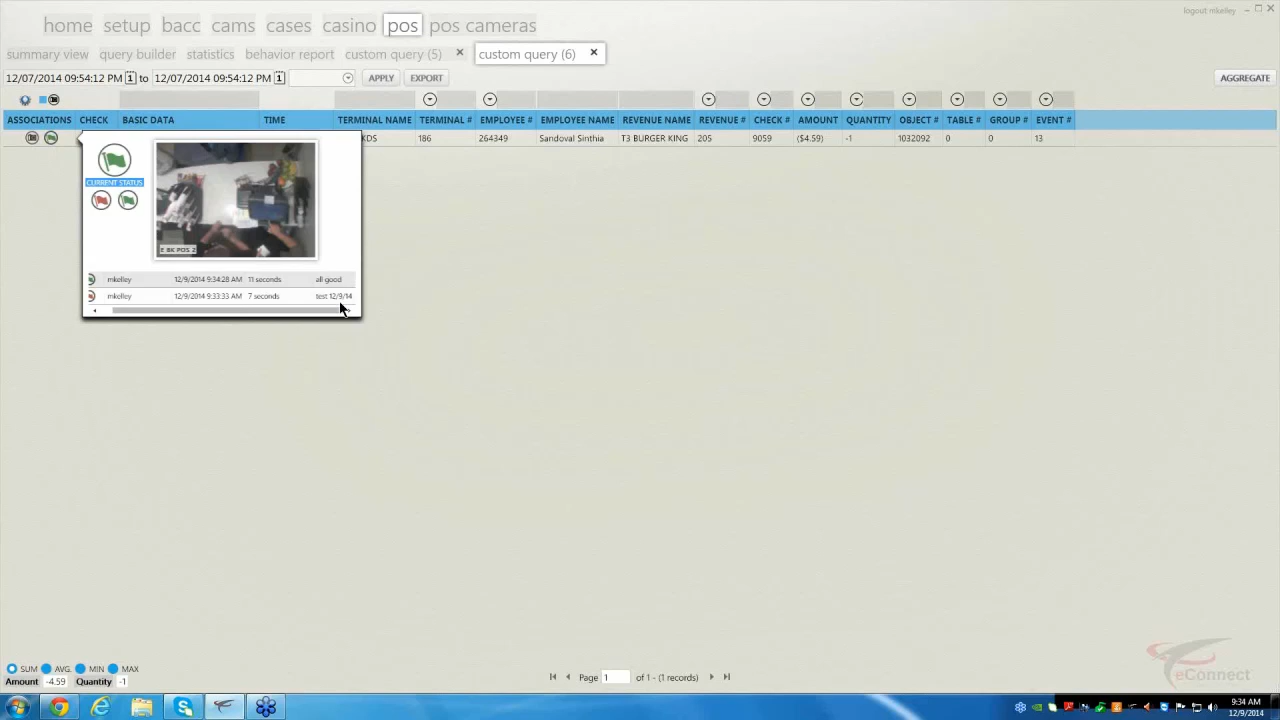 logout mkelley
home setup bacc cams cases casino pos pos cameras
summary view query builder statistics behavior report custom query (5) × custom query (6) ×
12/07/2014 09:54:12 PM 1 to 12/07/2014 09:54:12 PM 1 APPLY EXPORT AGGREGATE
ASSOCIATIONS CHECK BASIC DATA TIME TERMINAL NAME TERMINAL # EMPLOYEE # EMPLOYEE NAME REVENUE NAME REVENUE # CHECK # AMOUNT QUANTITY OBJECT # TABLE # GROUP # EVENT #
KDS 186 264349 Sandoval Sinthia T3 BURGER KING 205 9059 ($4.59) -1 1032092 0 0 13
CURRENT STATUS
E BK POS 2
mkelley 12/9/2014 9:34:28 AM 11 seconds all good
mkelley 12/9/2014 9:33:33 AM 7 seconds test 12/9/14
SUM AVG. MIN MAX
Amount -4.59 Quantity -1
Page 1 of 1 - (1 records)
eConnect
9:34 AM
12/9/2014